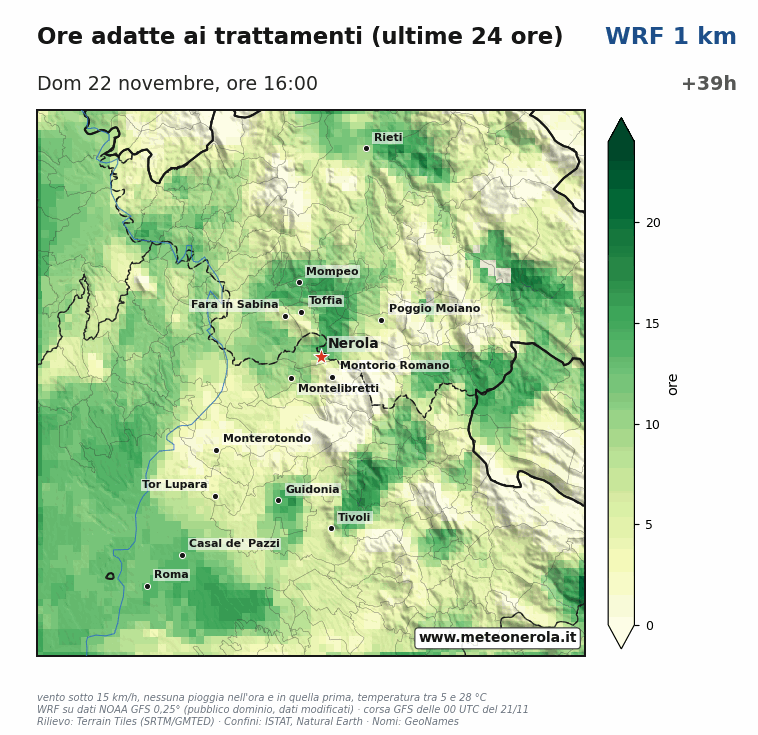 Ore adatte ai trattamenti (ultime 24 ore)
WRF 1 km
Dom 22 novembre, ore 16:00
+39h
Rieti
Mompeo
Fara in Sabina
Toffia
Poggio Moiano
Nerola
Montorio Romano
Montelibretti
Monterotondo
Tor Lupara
Guidonia
Tivoli
Casal de' Pazzi
Roma
www.meteonerola.it
20
15
10
5
0
ore
vento sotto 15 km/h, nessuna pioggia nell'ora e in quella prima, temperatura tra 5 e 28 °C
WRF su dati NOAA GFS 0,25° (pubblico dominio, dati modificati) · corsa GFS delle 00 UTC del 21/11
Rilievo: Terrain Tiles (SRTM/GMTED) · Confini: ISTAT, Natural Earth · Nomi: GeoNames